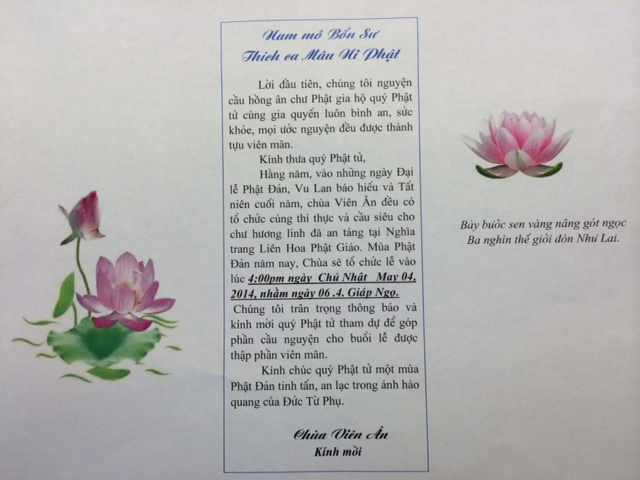 Nam mô Bổn Sư
Thích ca Mâu Ni Phật
Lời đầu tiên, chúng tôi nguyện
cầu hồng ân chư Phật gia hộ quý Phật
tử cùng gia quyến luôn bình an, sức
khỏe, mọi ước nguyện đều được thành
tựu viên mãn.
Kính thưa quý Phật tử,
Hàng năm, vào những ngày Đại
lễ Phật Đản, Vu Lan báo hiếu và Tất
niên cuối năm, chùa Viên Ân đều có
tổ chức cúng thí thực và cầu siêu cho
chư hương linh đã an táng tại Nghĩa
trang Liên Hoa Phật Giáo. Mùa Phật
Đản năm nay, Chùa sẽ tổ chức lễ vào
lúc 4:00pm ngày Chủ Nhật May 04,
2014, nhằm ngày 06 .4. Giáp Ngọ.
Chúng tôi trân trọng thông báo và
kính mời quý Phật tử tham dự để góp
phần cầu nguyện cho buổi lễ được
thập phần viên mãn.
Kính chúc quý Phật tử một mùa
Phật Đản tinh tấn, an lạc trong ánh hào
quang của Đức Từ Phụ.
Chùa Viên Ân
Kính mời
Bảy bước sen vàng nâng gót ngọc
Ba nghìn thế giới đón Như Lai.